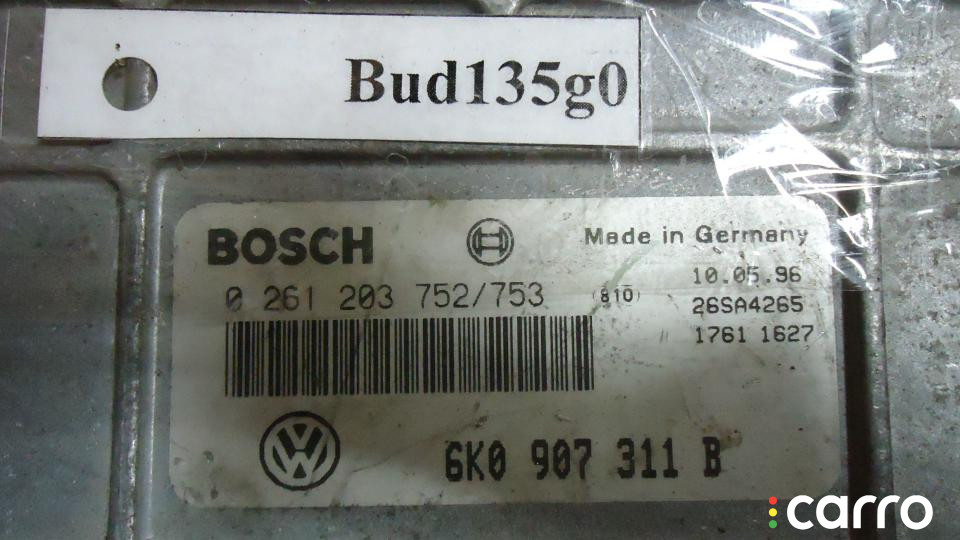 Bud135g0
BOSCH
Made in Germany
0 261 203 752/753
(810)
10.05.96
26SA4265
1761 1627
6K0 907 311 B
carro